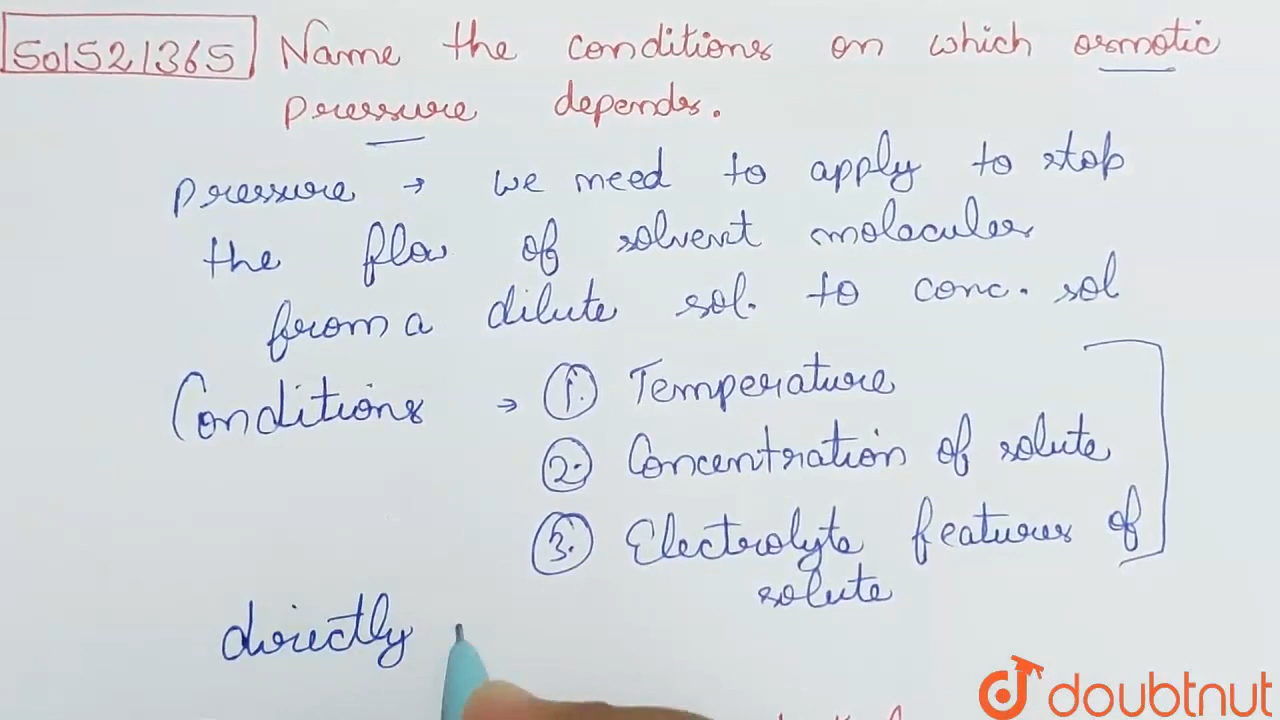 501521365 Name the conditions on which osmotic
pressure depends.
pressure → we need to apply to stop
the flow of solvent molecules
from a dilute sol. to conc. sol
Conditions → 1. Temperature
2. Concentration of solute
3. Electrolyte features of
solute
directly
doubtnut